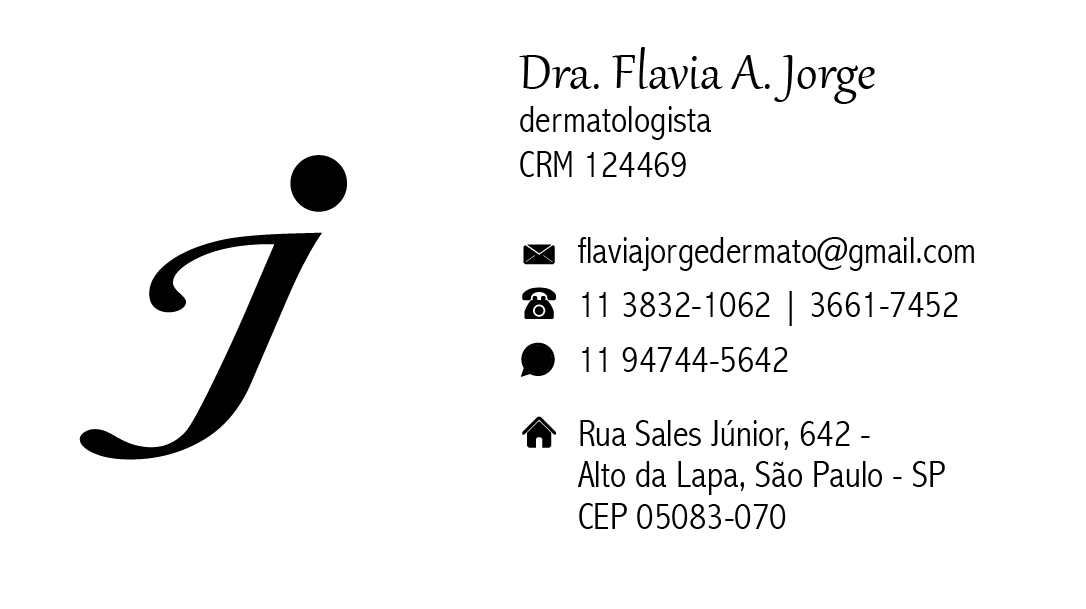 j
Dra. Flavia A. Jorge
dermatologista
CRM 124469
flaviajorgedermato@gmail.com
11 3832-1062 | 3661-7452
11 94744-5642
Rua Sales Júnior, 642 -
Alto da Lapa, São Paulo - SP
CEP 05083-070